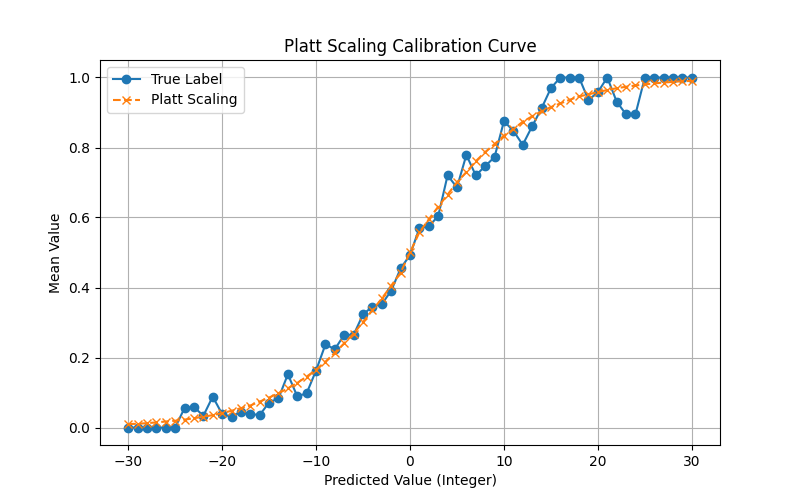 Platt Scaling Calibration Curve
True Label
Platt Scaling
Mean Value
1.0
0.8
0.6
0.4
0.2
0.0
−30
−20
−10
0
10
20
30
Predicted Value (Integer)